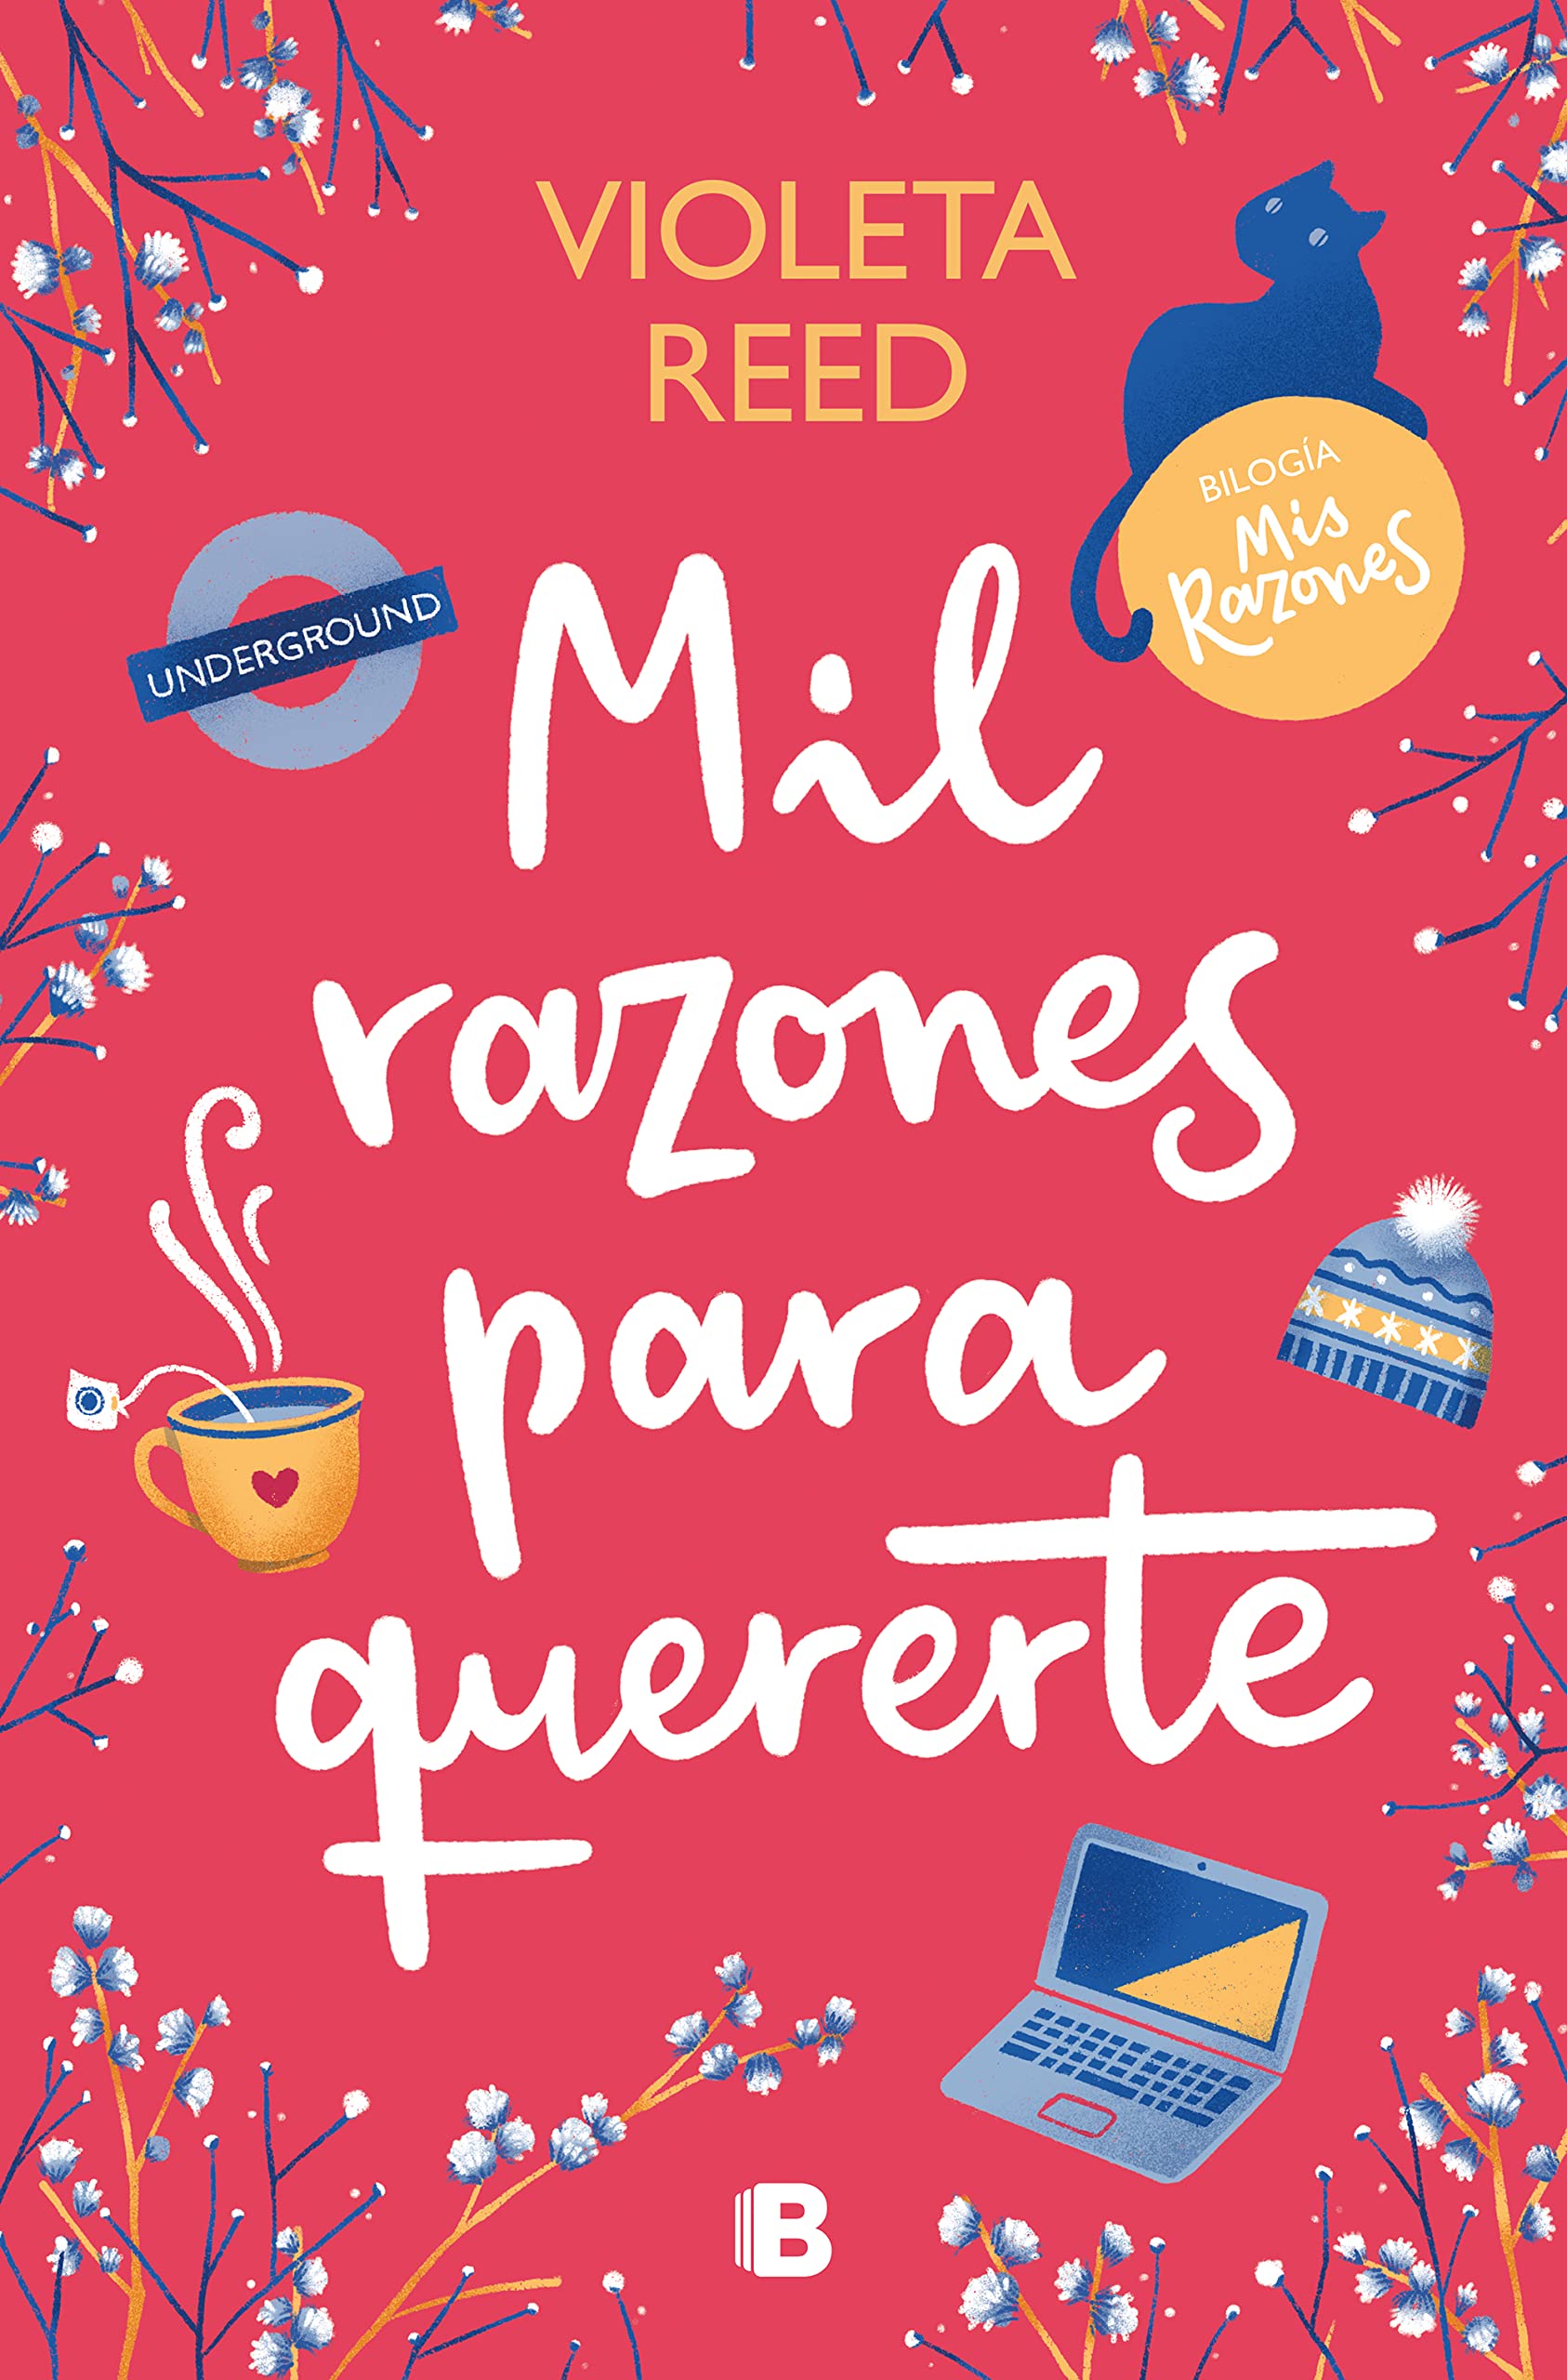 VIOLETA
REED
BILOGÍA
Mis
Razones
UNDERGROUND
Mil
razones
para
quererte
B